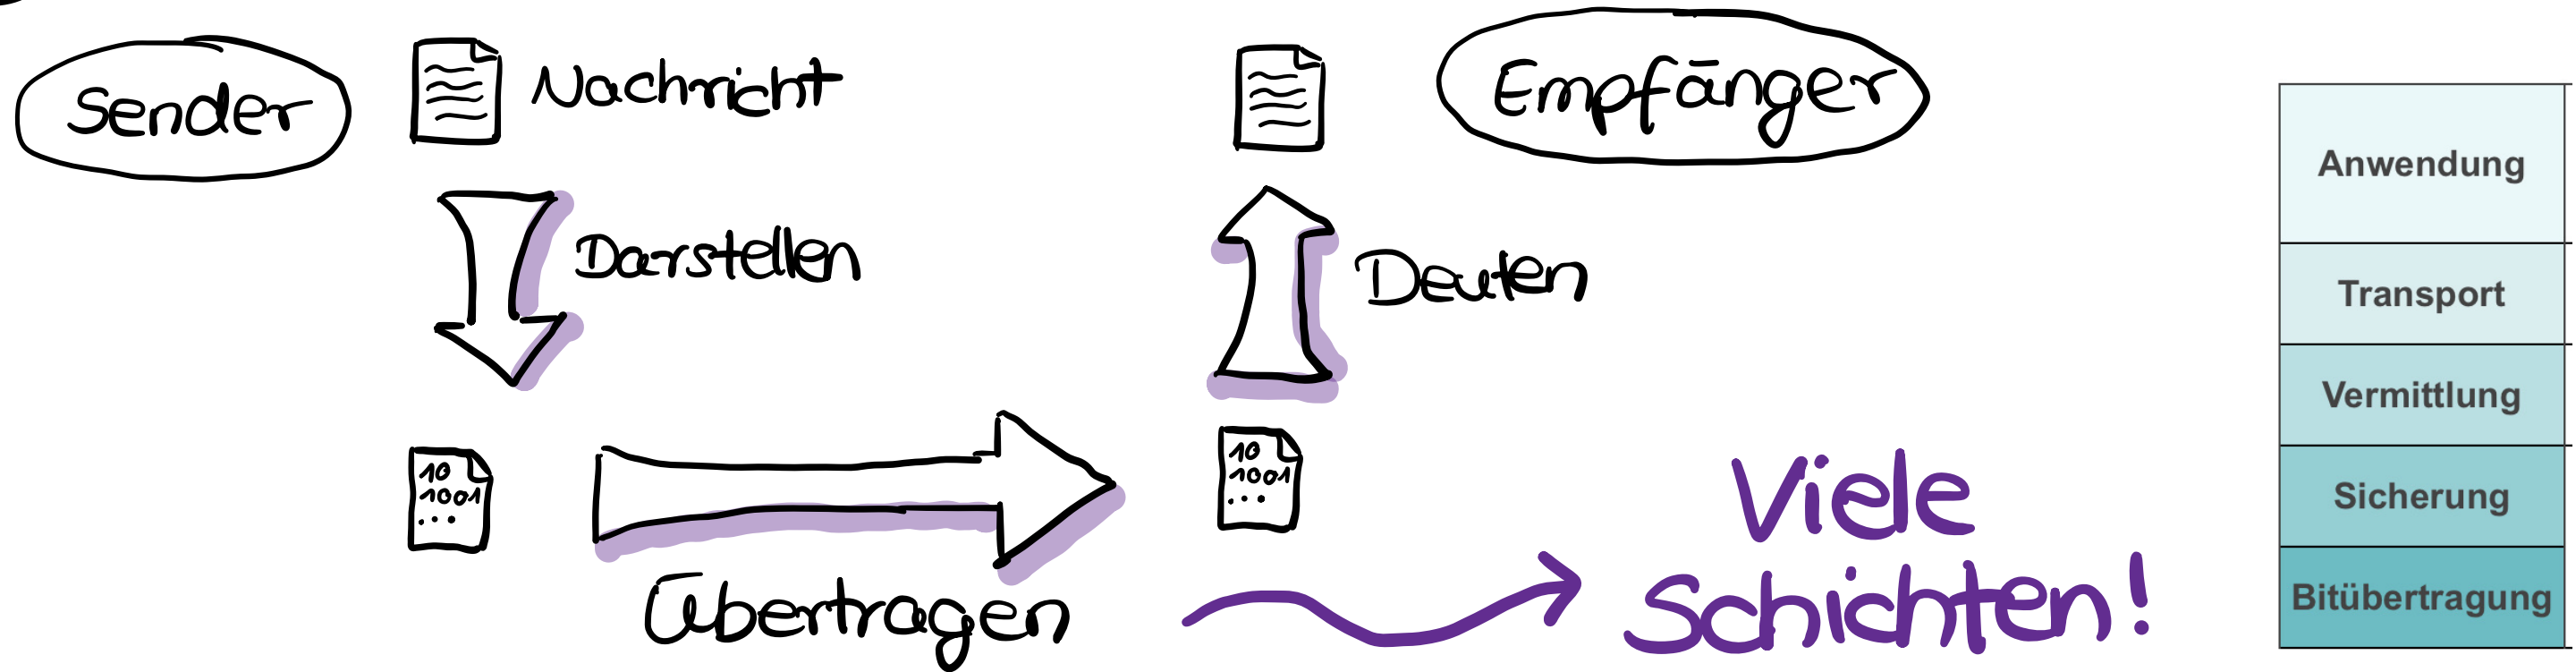 Sender
Nachricht
Empfänger
Darstellen
Deuten
10
1001
...
10
1001
...
Übertragen
Viele
Schichten!
Anwendung
Transport
Vermittlung
Sicherung
Bitübertragung